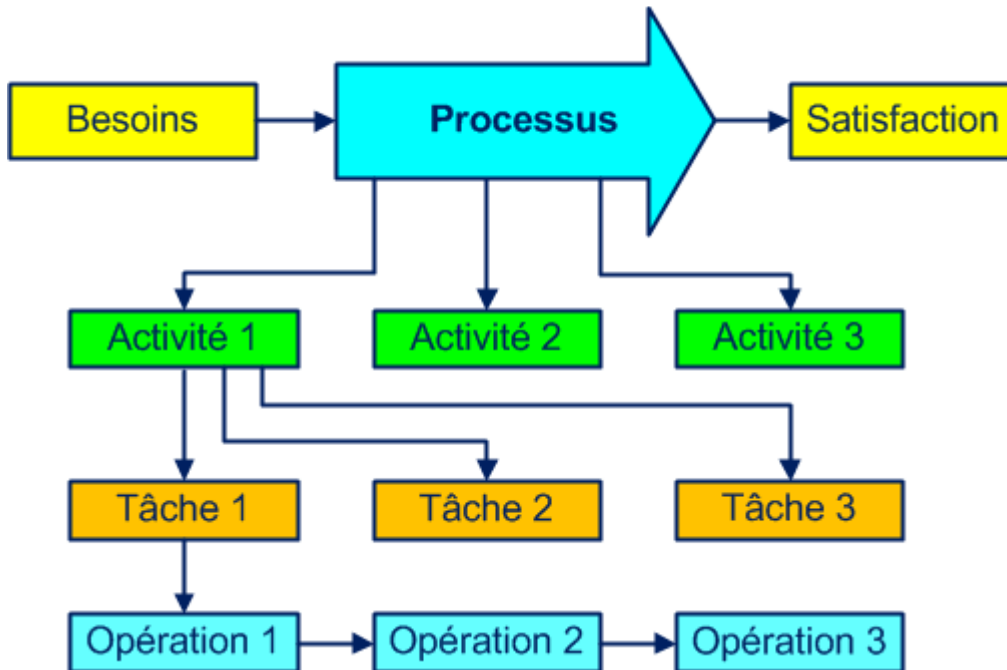 Besoins
Processus
Satisfaction
Activité 1
Activité 2
Activité 3
Tâche 1
Tâche 2
Tâche 3
Opération 1
Opération 2
Opération 3